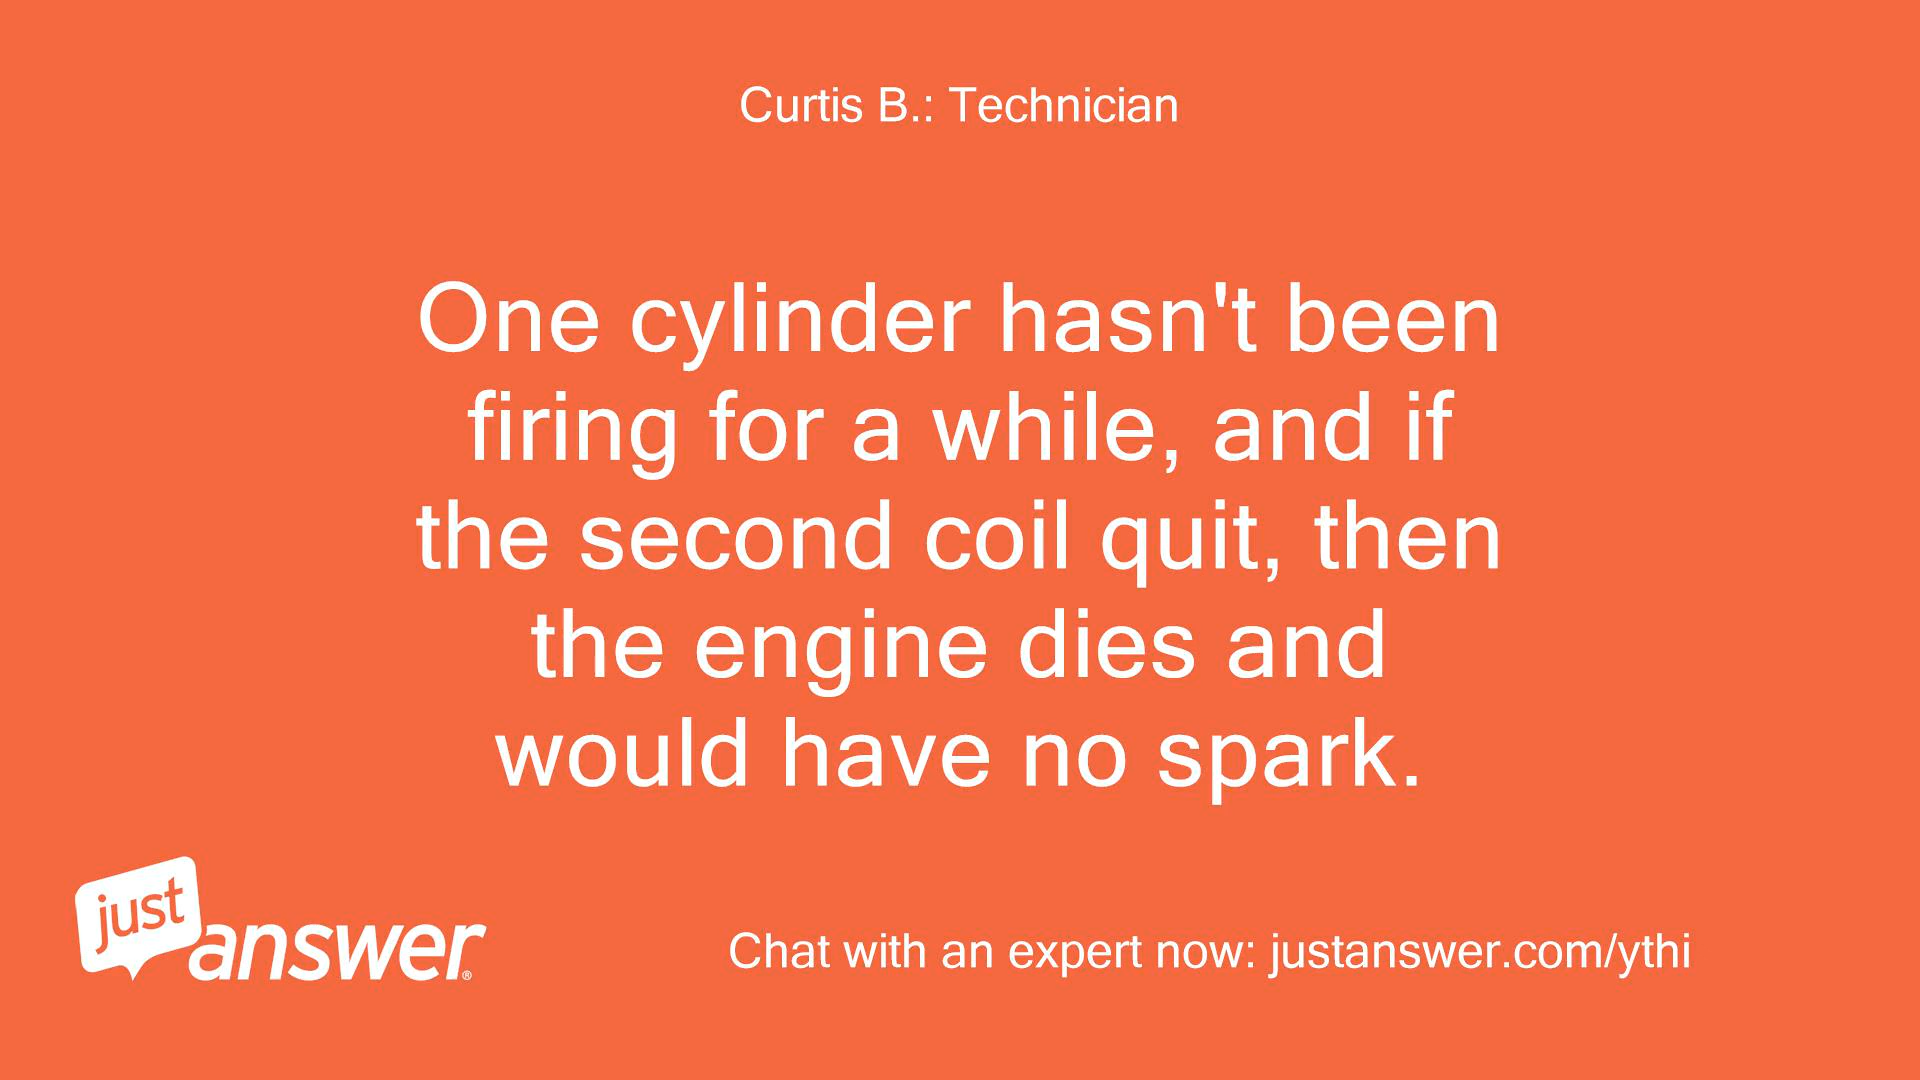 Curtis B.: Technician
One cylinder hasn't been
firing for a while, and if
the second coil quit, then
the engine dies and
would have no spark.
just
answer®
Chat with an expert now: justanswer.com/ythi